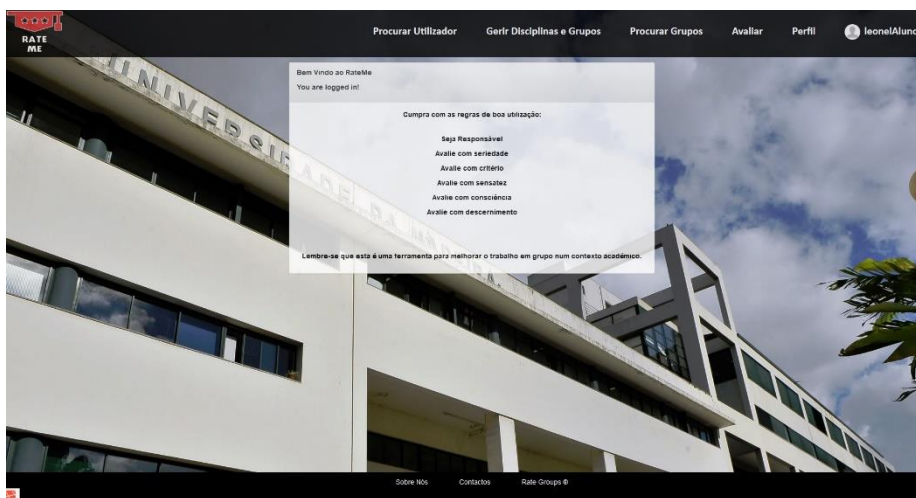 RATE
ME
Procurar Utilizador
Gerir Disciplinas e Grupos
Procurar Grupos
Avaliar
Perfil
leonelAluno
Bem Vindo ao RateMe
You are logged in!
Cumpra com as regras de boa utilização:
Seja Responsável
Avalie com seriedade
Avalie com critério
Avalie com sensatez
Avalie com consciência
Avalie com descernimento
Lembre-se que esta é uma ferramenta para melhorar o trabalho em grupo num contexto académico.
UNIVERSIDADE DA MADEIRA
Sobre Nós
Contactos
Rate Groups ©